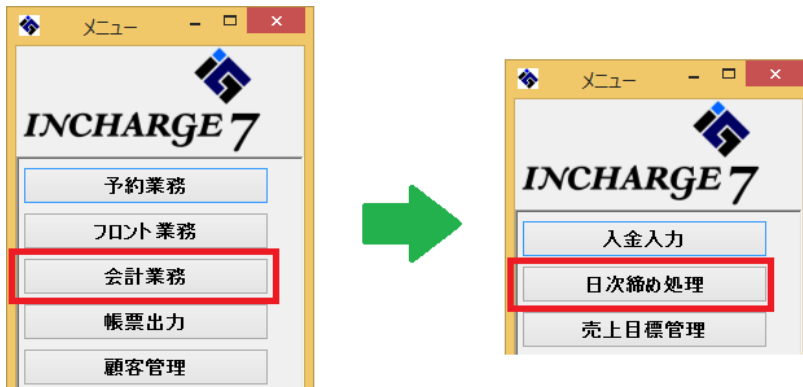 メニュー
INCHARGE 7
予約業務
フロント業務
会計業務
帳票出力
顧客管理
メニュー
INCHARGE 7
入金入力
日次締め処理
売上目標管理